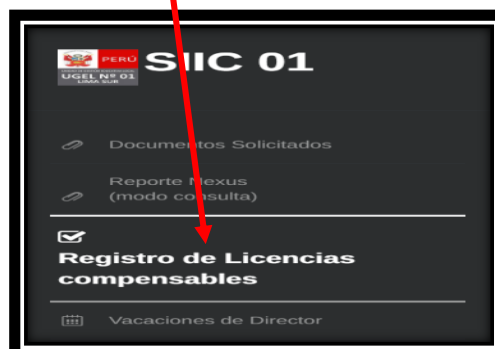 PERÚ
UGEL Nº 01
LIMA SUR
SIIC 01
Documentos Solicitados
Reporte Nexus
(modo consulta)
Registro de Licencias
compensables
Vacaciones de Director